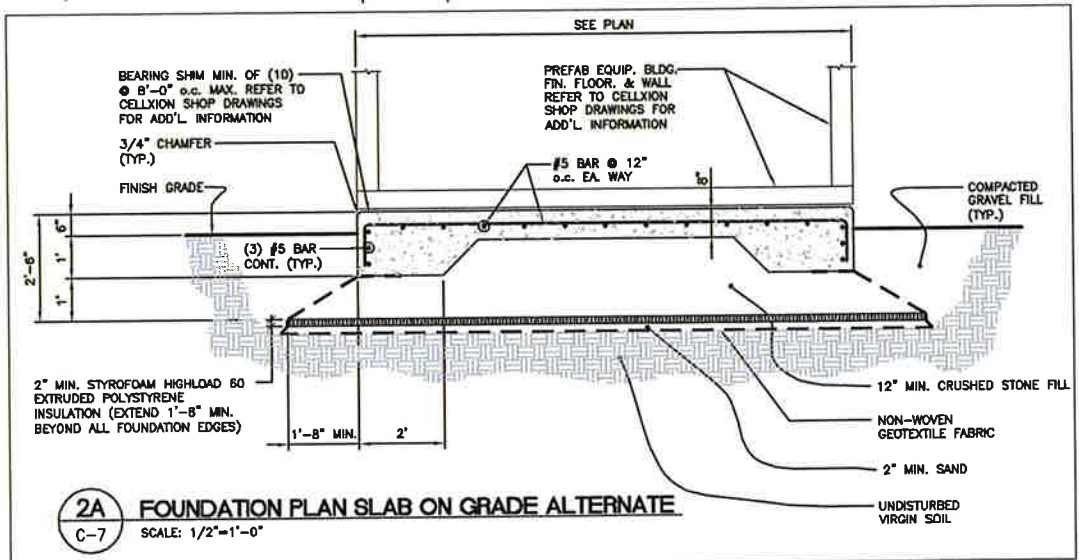 SEE PLAN
BEARING SHIM MIN. OF (10)
@ 8'-0" o.c. MAX. REFER TO
CELLXION SHOP DRAWINGS
FOR ADD'L. INFORMATION
PREFAB EQUIP. BLDG.
FIN. FLOOR. & WALL
REFER TO CELLXION
SHOP DRAWINGS FOR
ADD'L. INFORMATION
3/4" CHAMFER
(TYP.)
#5 BAR @ 12"
o.c. EA. WAY
8"
FINISH GRADE
COMPACTED
GRAVEL FILL
(TYP.)
6"
1'
1'
2'-6"
(3) #5 BAR
CONT. (TYP.)
2" MIN. STYROFOAM HIGHLOAD 60
EXTRUDED POLYSTYRENE
INSULATION (EXTEND 1'-8" MIN.
BEYOND ALL FOUNDATION EDGES)
1'-8" MIN.
2'
12" MIN. CRUSHED STONE FILL
NON-WOVEN
GEOTEXTILE FABRIC
2" MIN. SAND
UNDISTURBED
VIRGIN SOIL
2A
C-7
FOUNDATION PLAN SLAB ON GRADE ALTERNATE
SCALE: 1/2"=1'-0"